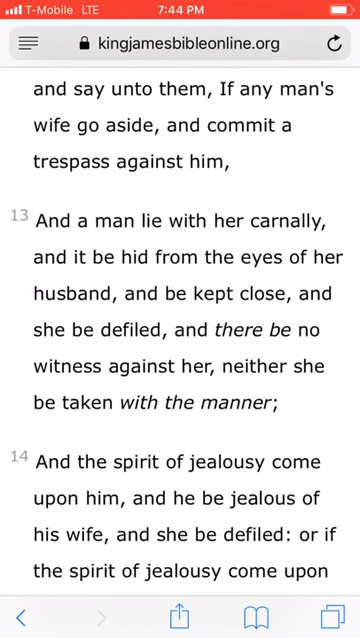 T-Mobile LTE 7:44 PM
kingjamesbibleonline.org
and say unto them, If any man's
wife go aside, and commit a
trespass against him,
13 And a man lie with her carnally,
and it be hid from the eyes of her
husband, and be kept close, and
she be defiled, and there be no
witness against her, neither she
be taken with the manner;
14 And the spirit of jealousy come
upon him, and he be jealous of
his wife, and she be defiled: or if
the spirit of jealousy come upon